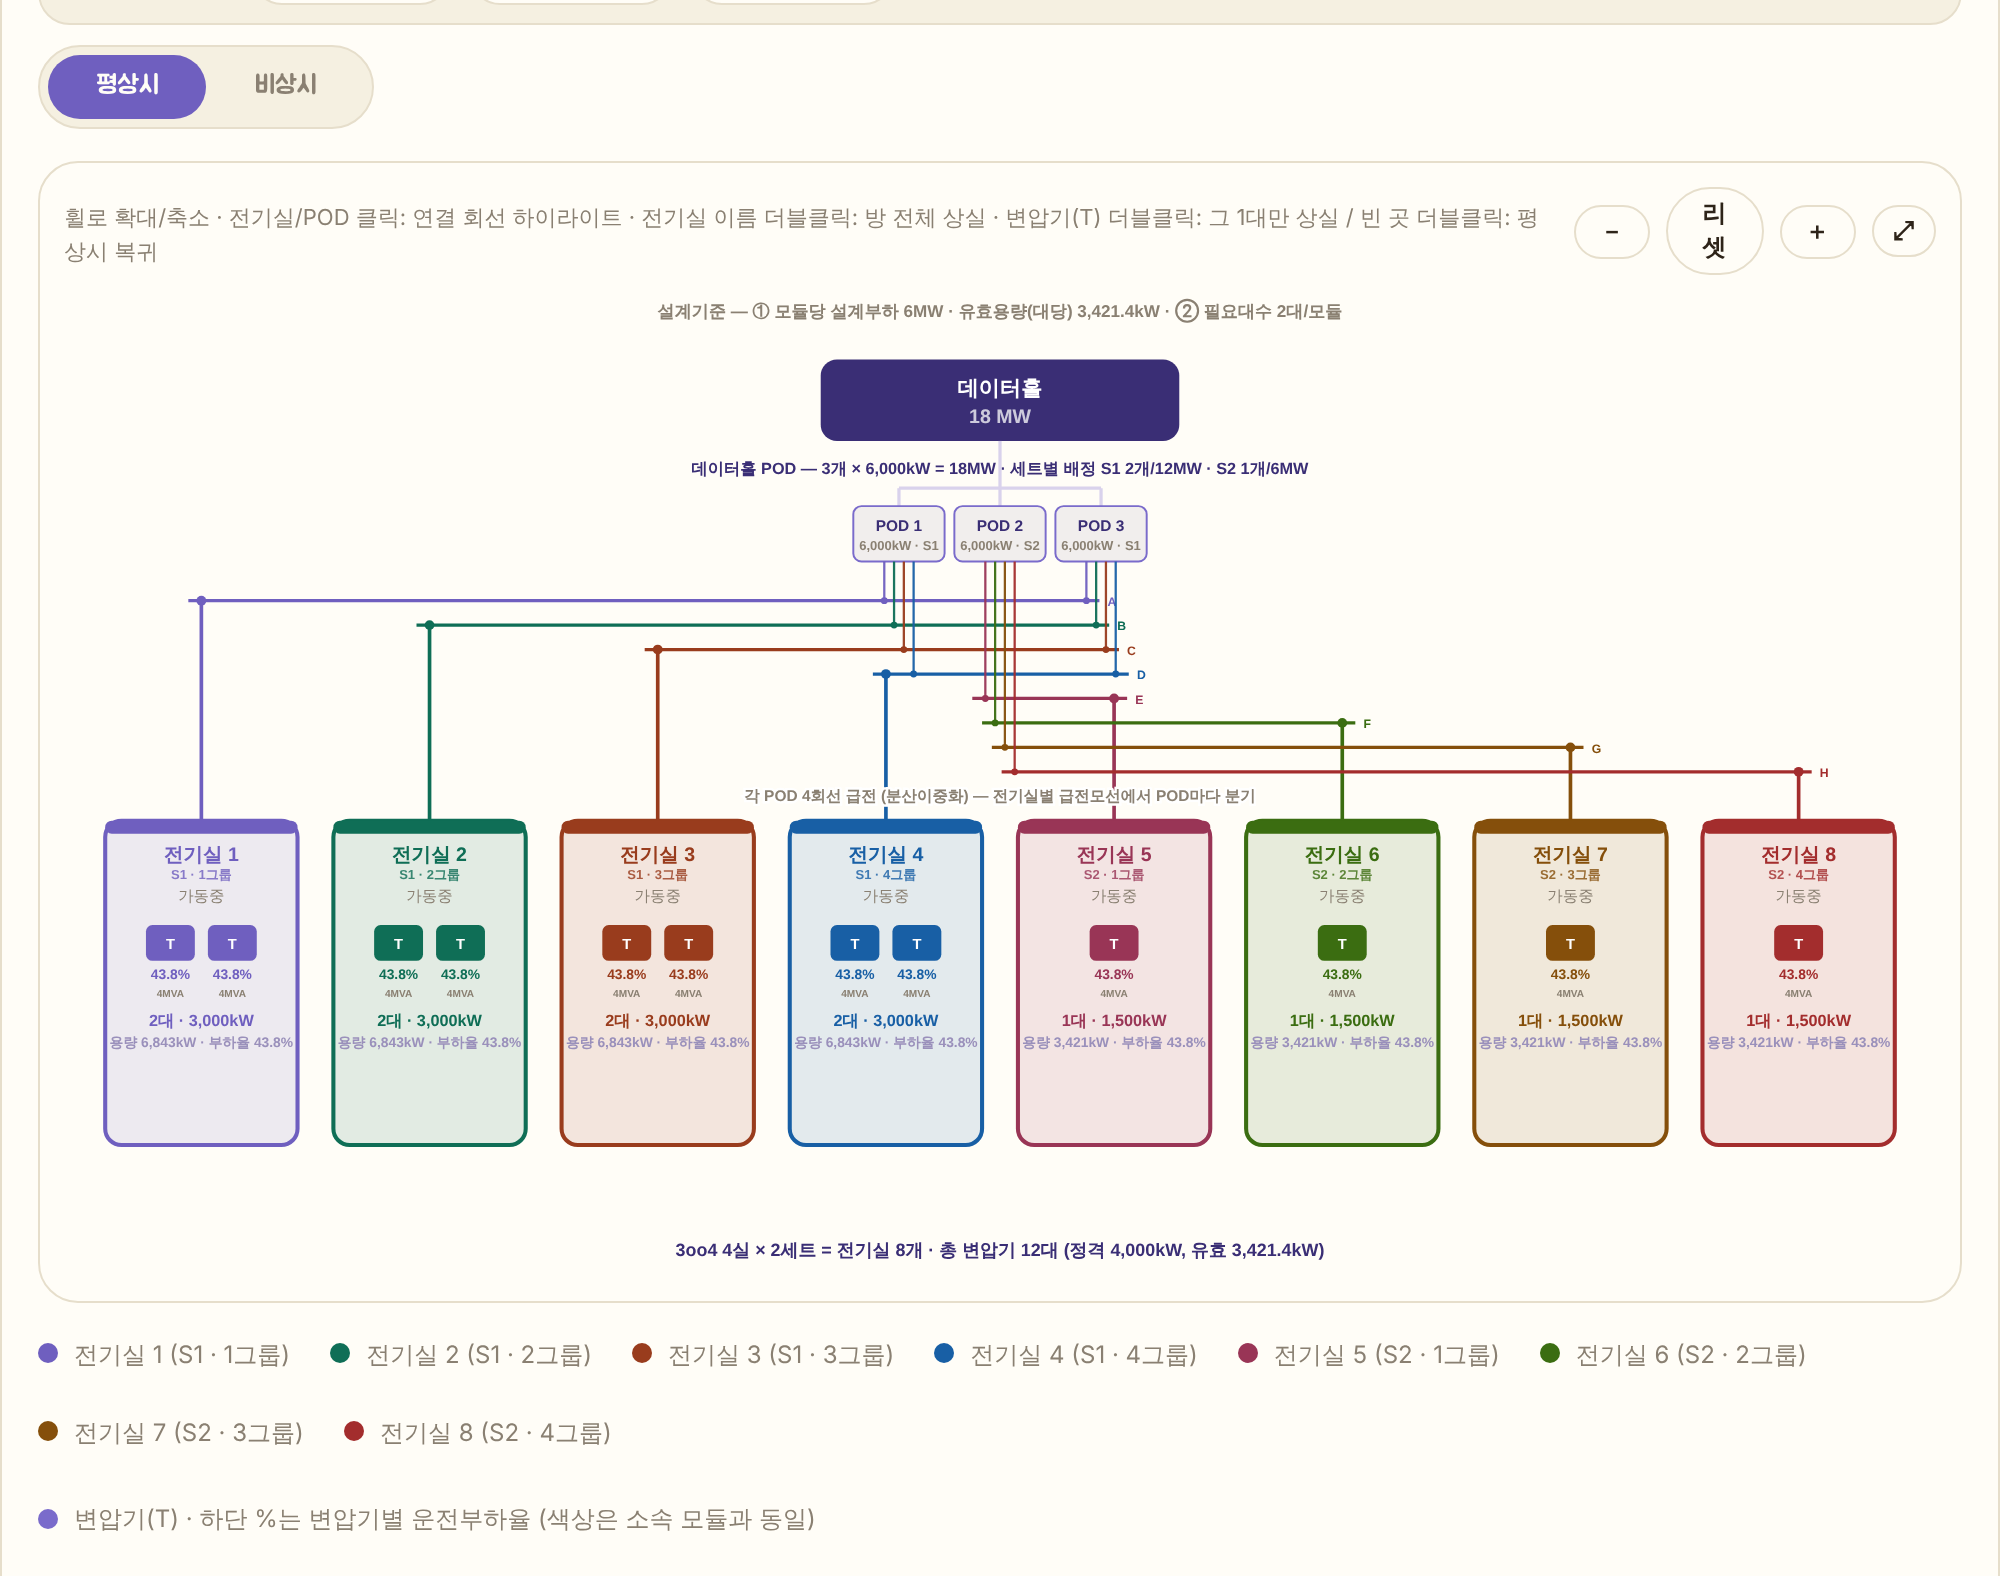 평상시 비상시
휠로 확대/축소 · 전기실/POD 클릭: 연결 회선 하이라이트 · 전기실 이름 더블클릭: 방 전체 상실 · 변압기(T) 더블클릭: 그 1대만 상실 / 빈 곳 더블클릭: 평
상시 복귀
− 리 + ⤢
셋
설계기준 — ① 모듈당 설계부하 6MW · 유효용량(대당) 3,421.4kW · ② 필요대수 2대/모듈
데이터홀
18 MW
데이터홀 POD — 3개 × 6,000kW = 18MW · 세트별 배정 S1 2개/12MW · S2 1개/6MW
POD 1 POD 2 POD 3
6,000kW · S1 6,000kW · S2 6,000kW · S1
A
B
C
D
E
F
G
H
각 POD 4회선 급전 (분산이중화) — 전기실별 급전모선에서 POD마다 분기
전기실 1 전기실 2 전기실 3 전기실 4 전기실 5 전기실 6 전기실 7 전기실 8
S1 · 1그룹 S1 · 2그룹 S1 · 3그룹 S1 · 4그룹 S2 · 1그룹 S2 · 2그룹 S2 · 3그룹 S2 · 4그룹
가동중 가동중 가동중 가동중 가동중 가동중 가동중 가동중
T T T T T T T T T T T T
43.8% 43.8% 43.8% 43.8% 43.8% 43.8% 43.8% 43.8% 43.8% 43.8% 43.8% 43.8%
4MVA 4MVA 4MVA 4MVA 4MVA 4MVA 4MVA 4MVA 4MVA 4MVA 4MVA 4MVA
2대 · 3,000kW 2대 · 3,000kW 2대 · 3,000kW 2대 · 3,000kW 1대 · 1,500kW 1대 · 1,500kW 1대 · 1,500kW 1대 · 1,500kW
용량 6,843kW · 부하율 43.8% 용량 6,843kW · 부하율 43.8% 용량 6,843kW · 부하율 43.8% 용량 6,843kW · 부하율 43.8% 용량 3,421kW · 부하율 43.8% 용량 3,421kW · 부하율 43.8% 용량 3,421kW · 부하율 43.8% 용량 3,421kW · 부하율 43.8%
3oo4 4실 × 2세트 = 전기실 8개 · 총 변압기 12대 (정격 4,000kW, 유효 3,421.4kW)
전기실 1 (S1 · 1그룹) 전기실 2 (S1 · 2그룹) 전기실 3 (S1 · 3그룹) 전기실 4 (S1 · 4그룹) 전기실 5 (S2 · 1그룹) 전기실 6 (S2 · 2그룹)
전기실 7 (S2 · 3그룹) 전기실 8 (S2 · 4그룹)
변압기(T) · 하단 %는 변압기별 운전부하율 (색상은 소속 모듈과 동일)